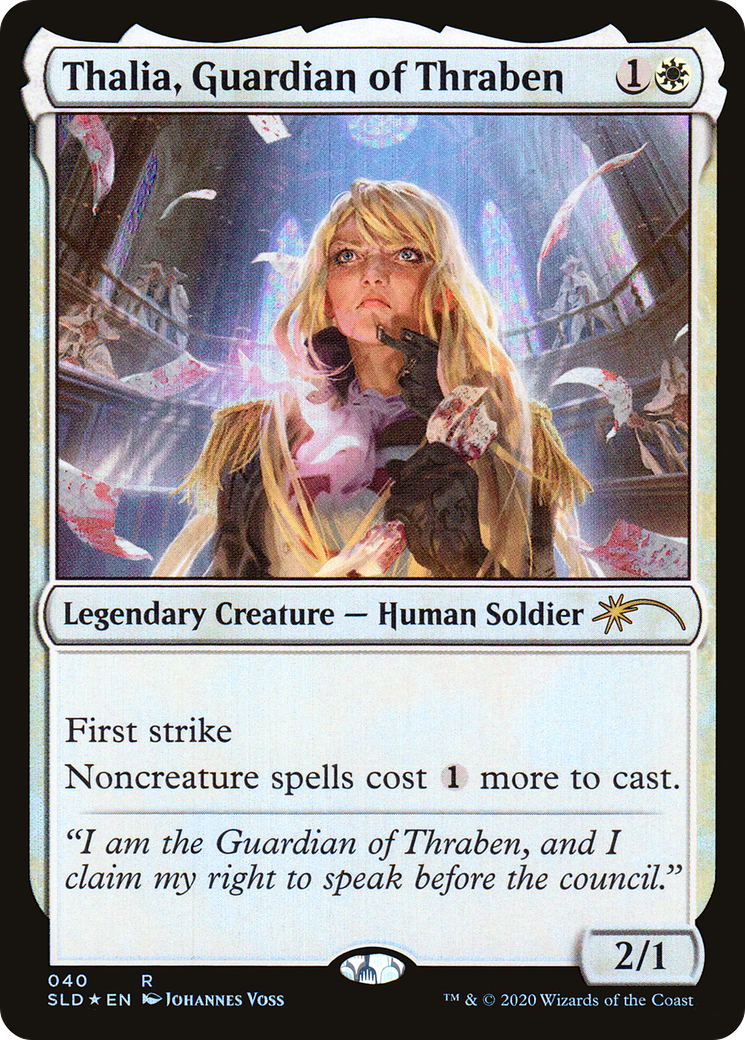 Thalia, Guardian of Thraben 1
Legendary Creature — Human Soldier
First strike
Noncreature spells cost 1 more to cast.
“I am the Guardian of Thraben, and I
claim my right to speak before the council.”
2/1
040 R
SLD ★ EN Johannes Voss
™ & © 2020 Wizards of the Coast